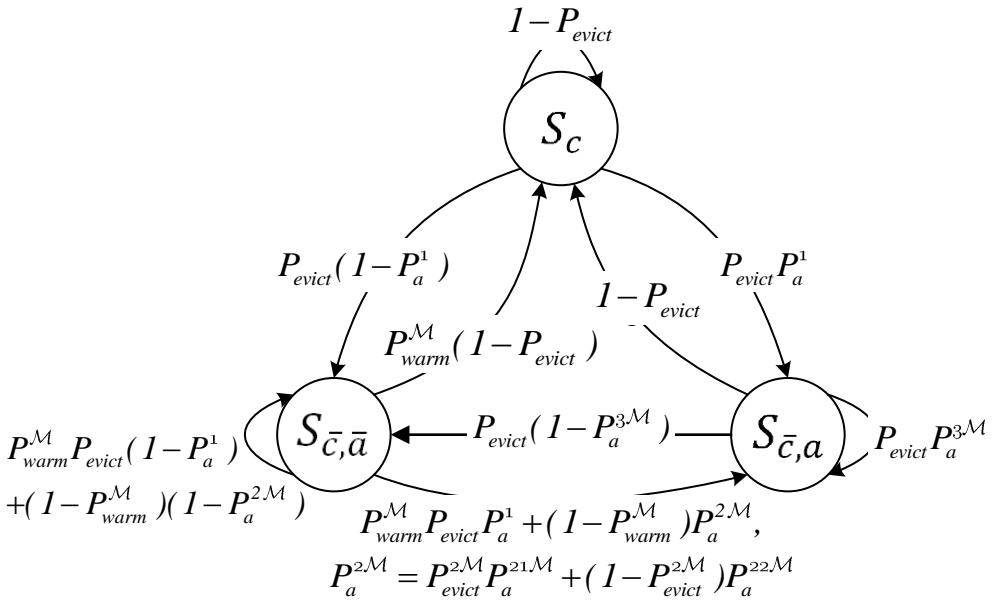 1−P_evict
S_c
P_evict(1−P_a^1)
P_evict P_a^1
1−P_evict
P_warm^ℳ(1−P_evict)
S_c̄,ā
P_evict(1−P_a^3ℳ)
S_c̄,a
P_evict P_a^3ℳ
P_warm^ℳ P_evict(1−P_a^1)
+(1−P_warm^ℳ)(1−P_a^2ℳ)
P_warm^ℳ P_evict P_a^1+(1−P_warm^ℳ)P_a^2ℳ,
P_a^2ℳ=P_evict^2ℳ P_a^21ℳ+(1−P_evict^2ℳ)P_a^22ℳ